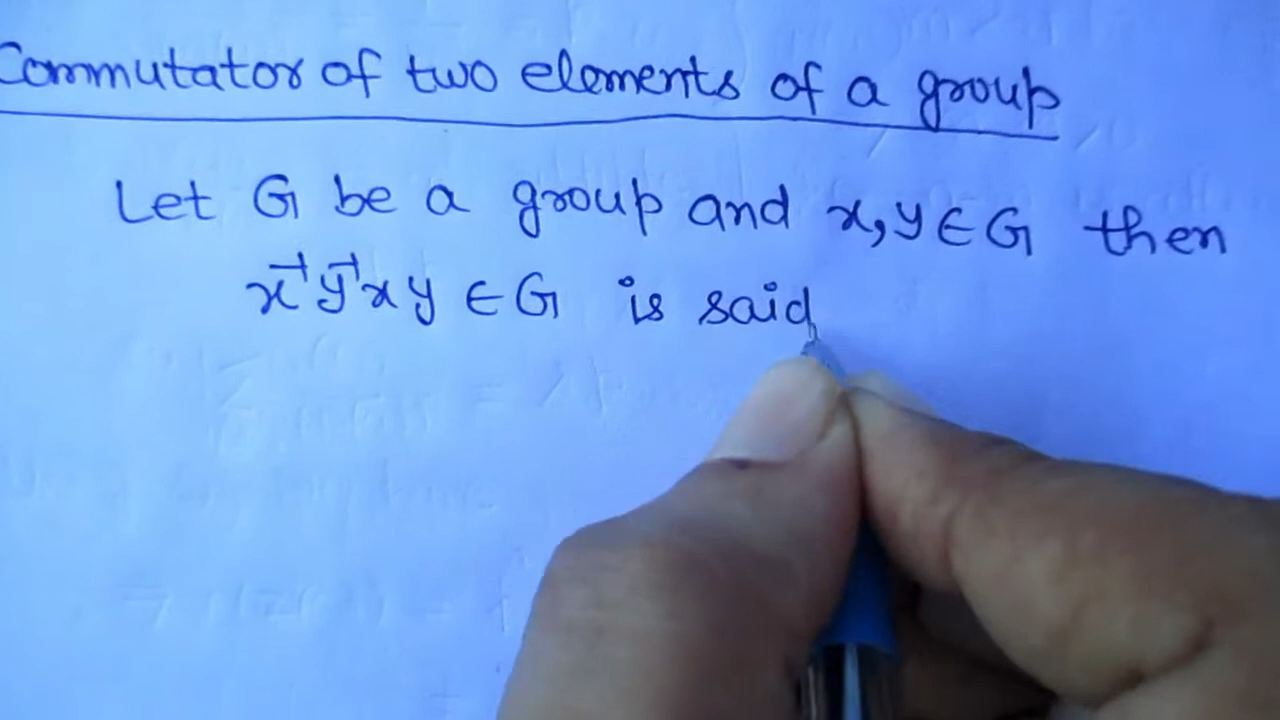 Commutator of two elements of a group
Let G be a group and x, y ∈ G then
x⁻¹y⁻¹xy ∈ G is said